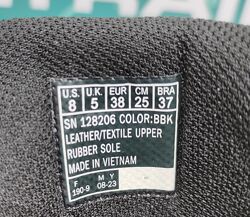 U.S. U.K. EUR CM BRA
8 5 38 25 37
SN 128206 COLOR:BBK
LEATHER/TEXTILE UPPER
RUBBER SOLE
MADE IN VIETNAM
F M Y
190-9 08-23